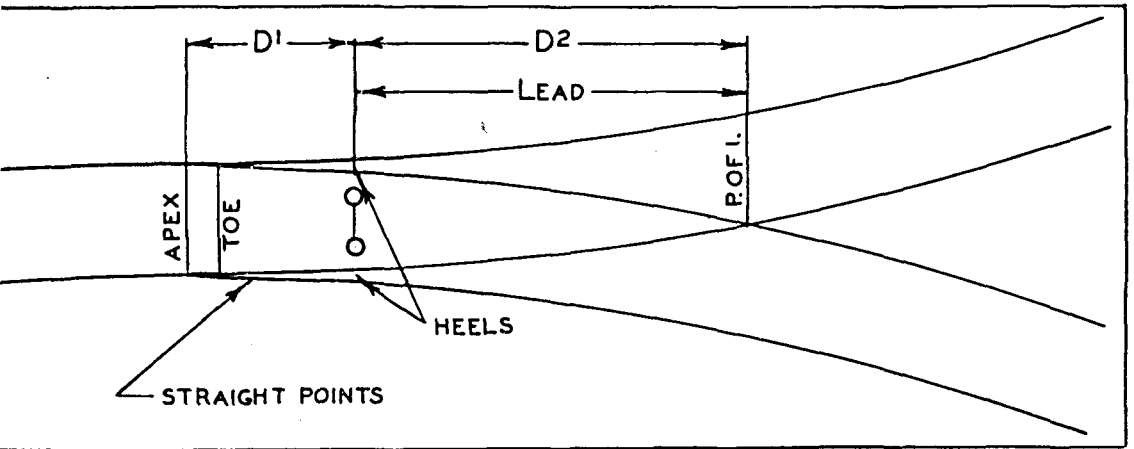 D1
D2
LEAD
APEX
TOE
P.OF I.
HEELS
STRAIGHT POINTS